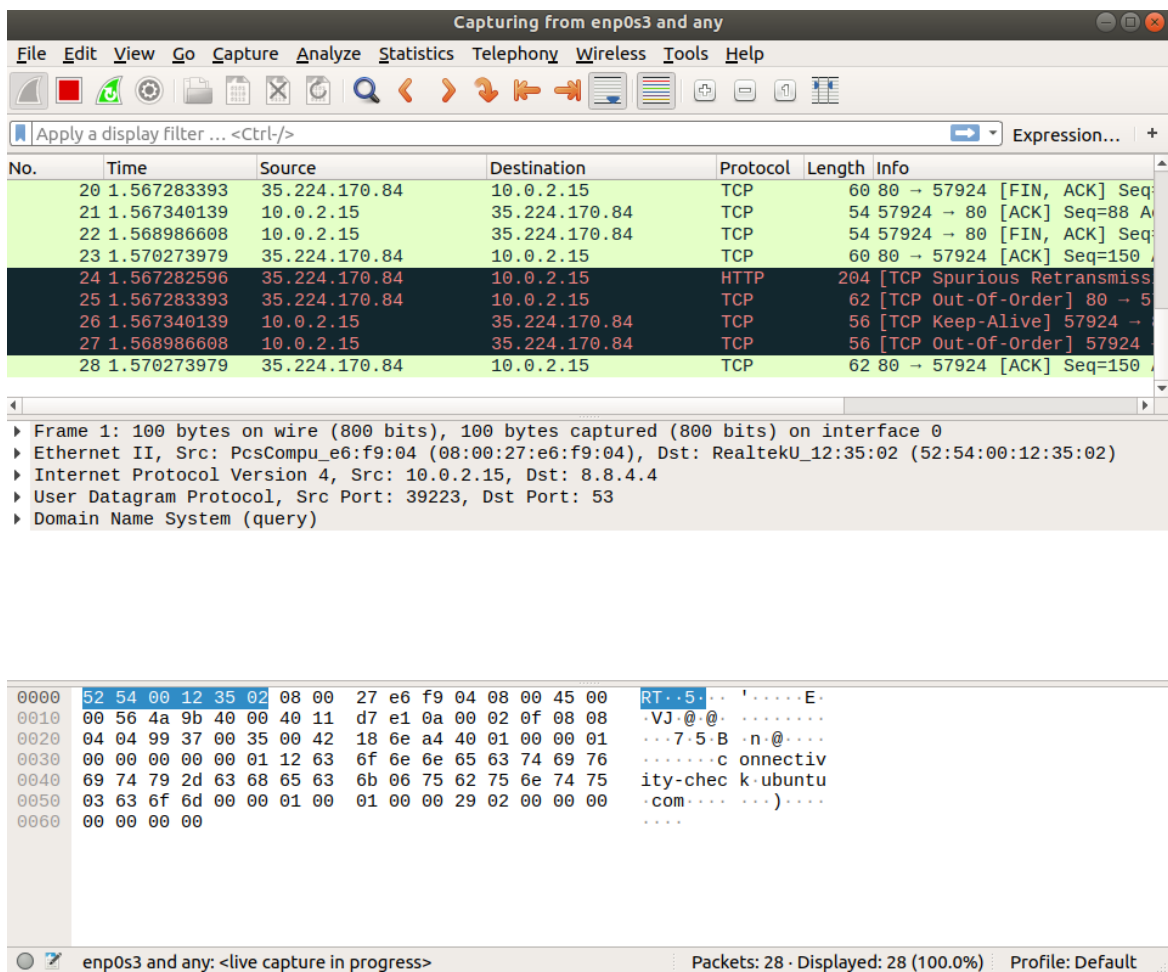 Capturing from enp0s3 and any
File Edit View Go Capture Analyze Statistics Telephony Wireless Tools Help
Apply a display filter … <Ctrl-/> Expression… +
No. Time Source Destination Protocol Length Info
20 1.567283393 35.224.170.84 10.0.2.15 TCP 60 80 → 57924 [FIN, ACK] Seq
21 1.567340139 10.0.2.15 35.224.170.84 TCP 54 57924 → 80 [ACK] Seq=88 A
22 1.568986608 10.0.2.15 35.224.170.84 TCP 54 57924 → 80 [FIN, ACK] Seq
23 1.570273979 35.224.170.84 10.0.2.15 TCP 60 80 → 57924 [ACK] Seq=150
24 1.567282596 35.224.170.84 10.0.2.15 HTTP 204 [TCP Spurious Retransmiss
25 1.567283393 35.224.170.84 10.0.2.15 TCP 62 [TCP Out-Of-Order] 80 → 5
26 1.567340139 10.0.2.15 35.224.170.84 TCP 56 [TCP Keep-Alive] 57924 →
27 1.568986608 10.0.2.15 35.224.170.84 TCP 56 [TCP Out-Of-Order] 57924
28 1.570273979 35.224.170.84 10.0.2.15 TCP 62 80 → 57924 [ACK] Seq=150
Frame 1: 100 bytes on wire (800 bits), 100 bytes captured (800 bits) on interface 0
Ethernet II, Src: PcsCompu_e6:f9:04 (08:00:27:e6:f9:04), Dst: RealtekU_12:35:02 (52:54:00:12:35:02)
Internet Protocol Version 4, Src: 10.0.2.15, Dst: 8.8.4.4
User Datagram Protocol, Src Port: 39223, Dst Port: 53
Domain Name System (query)
0000 52 54 00 12 35 02 08 00 27 e6 f9 04 08 00 45 00 RT··5··· '·····E·
0010 00 56 4a 9b 40 00 40 11 d7 e1 0a 00 02 0f 08 08 ·VJ·@·@· ········
0020 04 04 99 37 00 35 00 42 18 6e a4 40 01 00 00 01 ···7·5·B ·n·@····
0030 00 00 00 00 00 01 12 63 6f 6e 6e 65 63 74 69 76 ·······c onnectiv
0040 69 74 79 2d 63 68 65 63 6b 06 75 62 75 6e 74 75 ity-chec k·ubuntu
0050 03 63 6f 6d 00 00 01 00 01 00 00 29 02 00 00 00 ·com···· ···)····
0060 00 00 00 00 ····
enp0s3 and any: <live capture in progress> Packets: 28 · Displayed: 28 (100.0%) Profile: Default